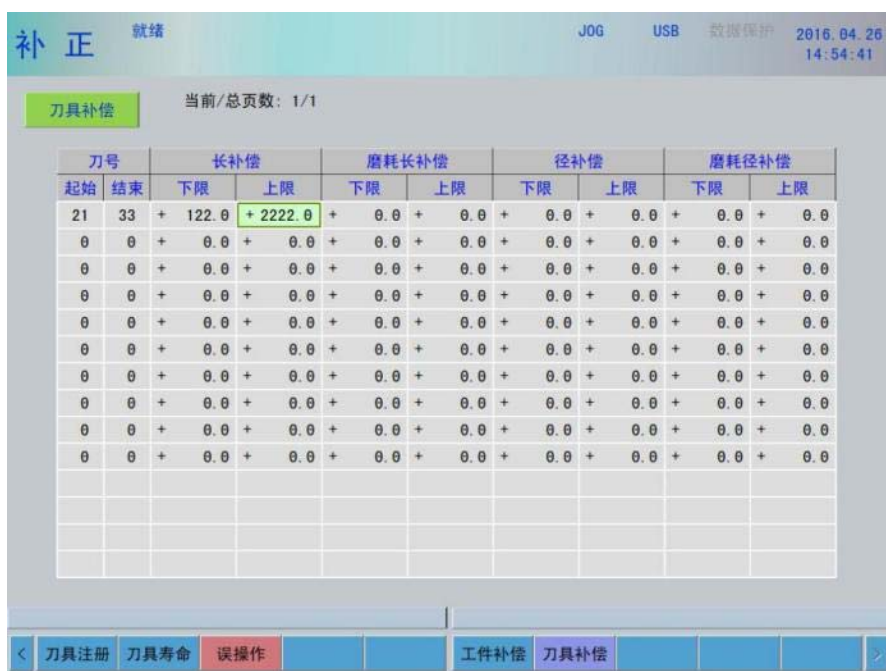 补 正 就绪 JOG USB 数据保护 2016.04.26
14:54:41
刀具补偿 当前/总页数: 1/1
刀号 长补偿 磨耗长补偿 径补偿 磨耗径补偿
起始 结束 下限 上限 下限 上限 下限 上限 下限 上限
21 33 + 122.0 + 2222.0 + 0.0 + 0.0 + 0.0 + 0.0 + 0.0 + 0.0
0 0 + 0.0 + 0.0 + 0.0 + 0.0 + 0.0 + 0.0 + 0.0 + 0.0
0 0 + 0.0 + 0.0 + 0.0 + 0.0 + 0.0 + 0.0 + 0.0 + 0.0
0 0 + 0.0 + 0.0 + 0.0 + 0.0 + 0.0 + 0.0 + 0.0 + 0.0
0 0 + 0.0 + 0.0 + 0.0 + 0.0 + 0.0 + 0.0 + 0.0 + 0.0
0 0 + 0.0 + 0.0 + 0.0 + 0.0 + 0.0 + 0.0 + 0.0 + 0.0
0 0 + 0.0 + 0.0 + 0.0 + 0.0 + 0.0 + 0.0 + 0.0 + 0.0
0 0 + 0.0 + 0.0 + 0.0 + 0.0 + 0.0 + 0.0 + 0.0 + 0.0
0 0 + 0.0 + 0.0 + 0.0 + 0.0 + 0.0 + 0.0 + 0.0 + 0.0
0 0 + 0.0 + 0.0 + 0.0 + 0.0 + 0.0 + 0.0 + 0.0 + 0.0
< 刀具注册 刀具寿命 误操作 工件补偿 刀具补偿 >